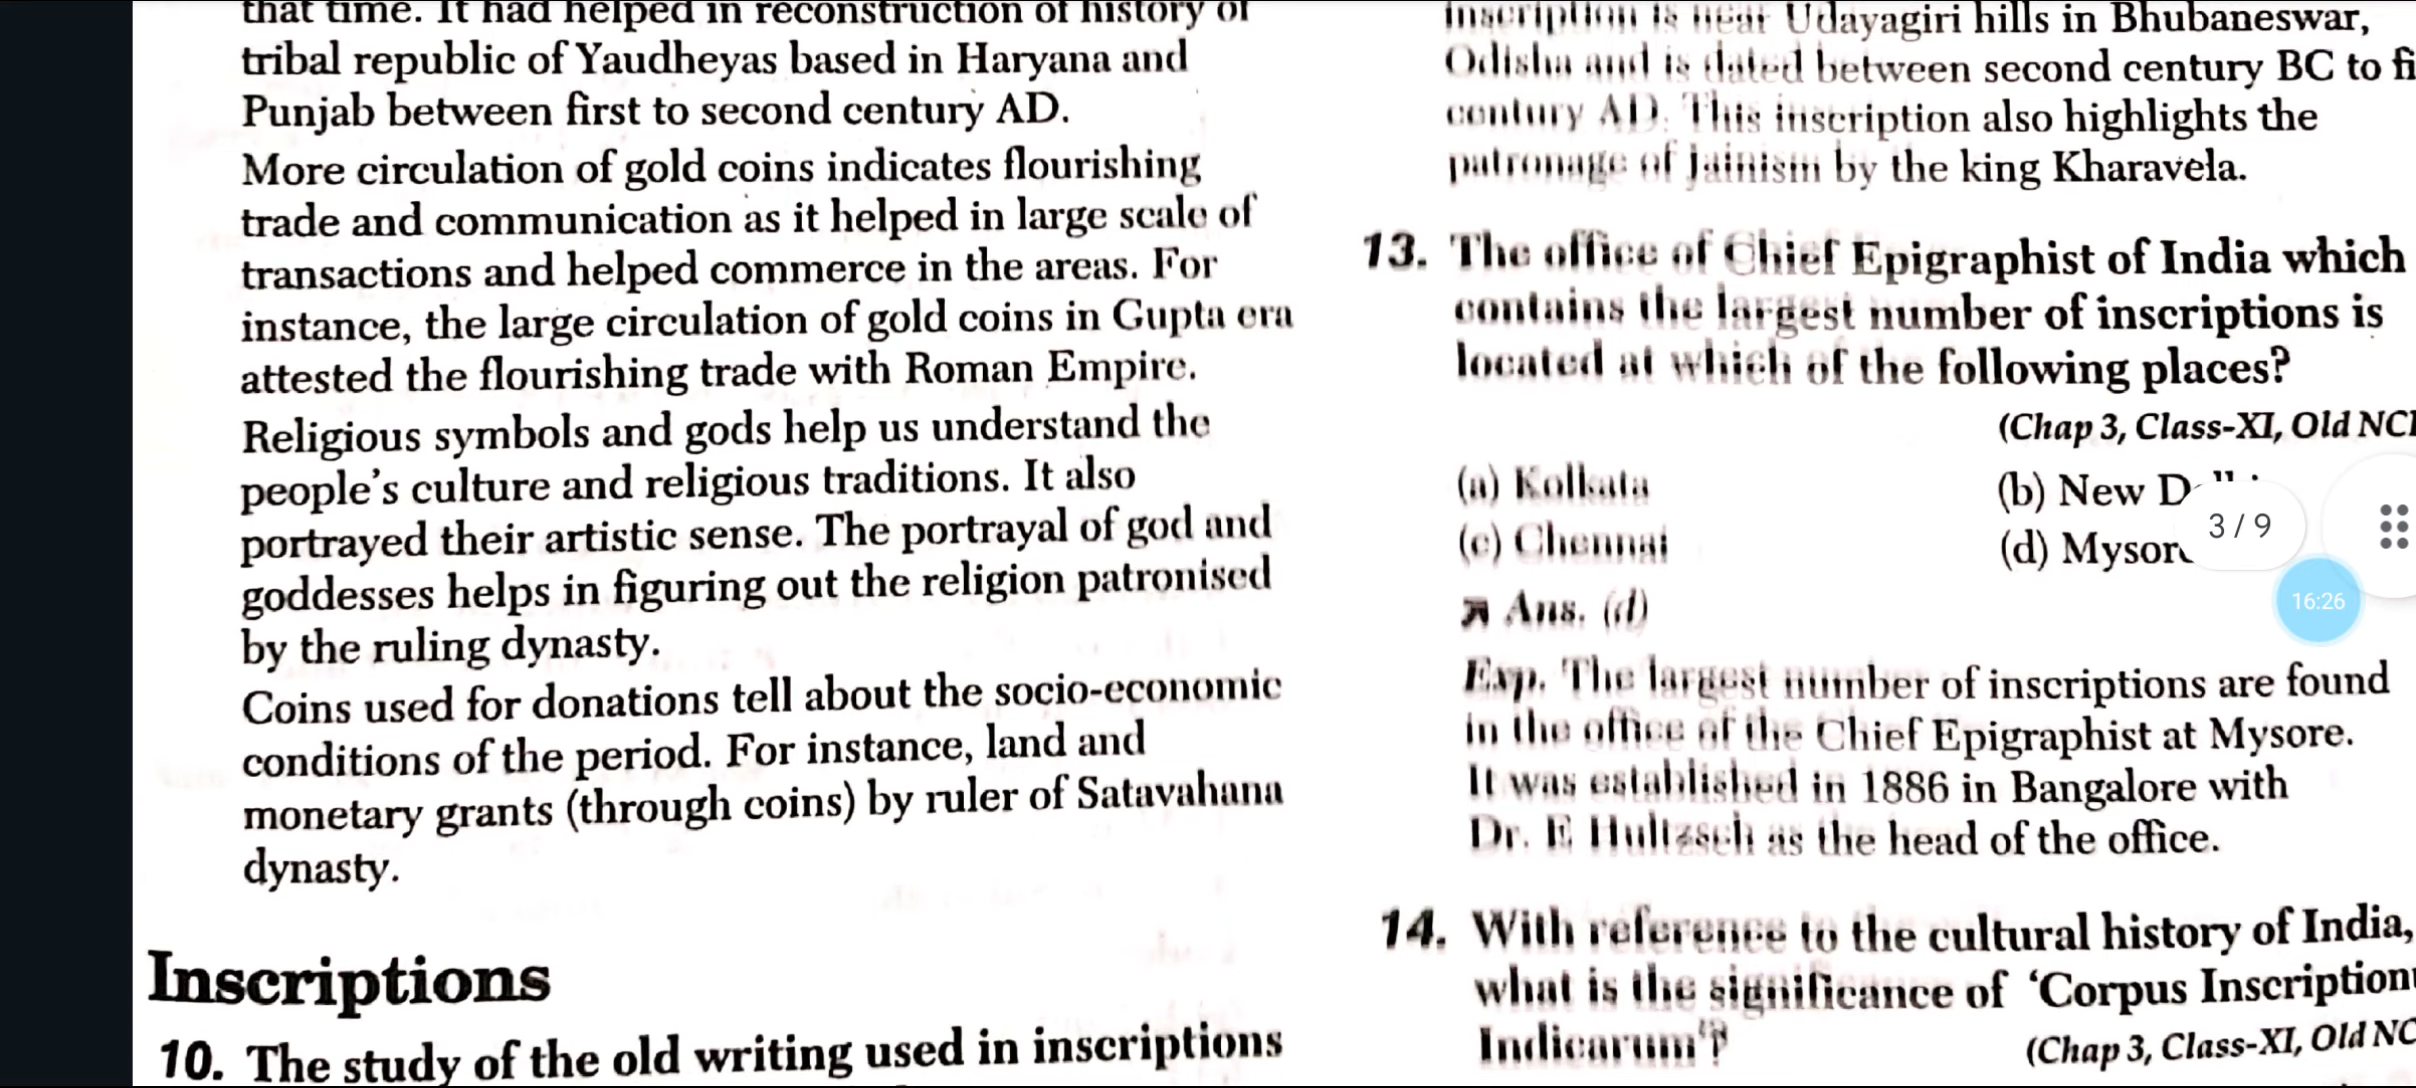 that time. It had helped in reconstruction of history of
tribal republic of Yaudheyas based in Haryana and
Punjab between first to second century AD.
More circulation of gold coins indicates flourishing
trade and communication as it helped in large scale of
transactions and helped commerce in the areas. For
instance, the large circulation of gold coins in Gupta era
attested the flourishing trade with Roman Empire.
Religious symbols and gods help us understand the
people's culture and religious traditions. It also
portrayed their artistic sense. The portrayal of god and
goddesses helps in figuring out the religion patronised
by the ruling dynasty.
Coins used for donations tell about the socio-economic
conditions of the period. For instance, land and
monetary grants (through coins) by ruler of Satavahana
dynasty.
Inscriptions
10. The study of the old writing used in inscriptions
inscription is near Udayagiri hills in Bhubaneswar,
Odisha and is dated between second century BC to fi
century AD. This inscription also highlights the
patronage of Jainism by the king Kharavela.
13. The office of Chief Epigraphist of India which
contains the largest number of inscriptions is
located at which of the following places?
(Chap 3, Class-XI, Old NC
(a) Kolkata (b) New D
(c) Chennai (d) Mysor
3 / 9
16:26
Ans. (d)
Exp. The largest number of inscriptions are found
in the office of the Chief Epigraphist at Mysore.
It was established in 1886 in Bangalore with
Dr. E Hultzsch as the head of the office.
14. With reference to the cultural history of India,
what is the significance of 'Corpus Inscription
Indicarum'?
(Chap 3, Class-XI, Old NC